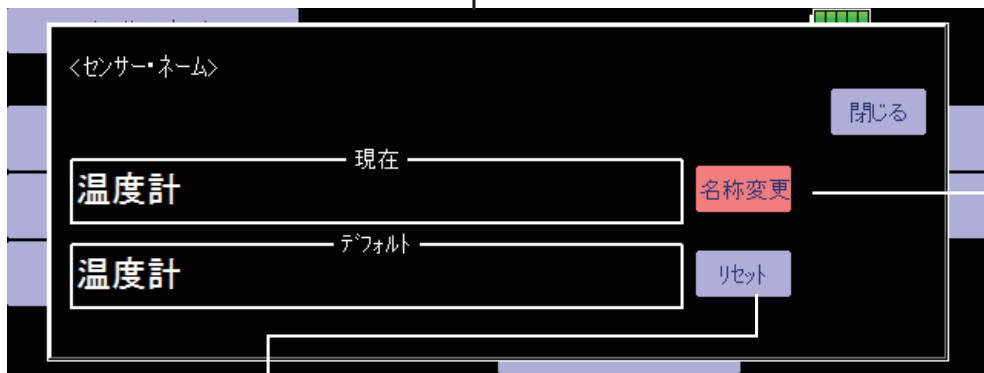 <センサー・ネーム>
閉じる
現在
温度計
名称変更
デフォルト
温度計
リセット